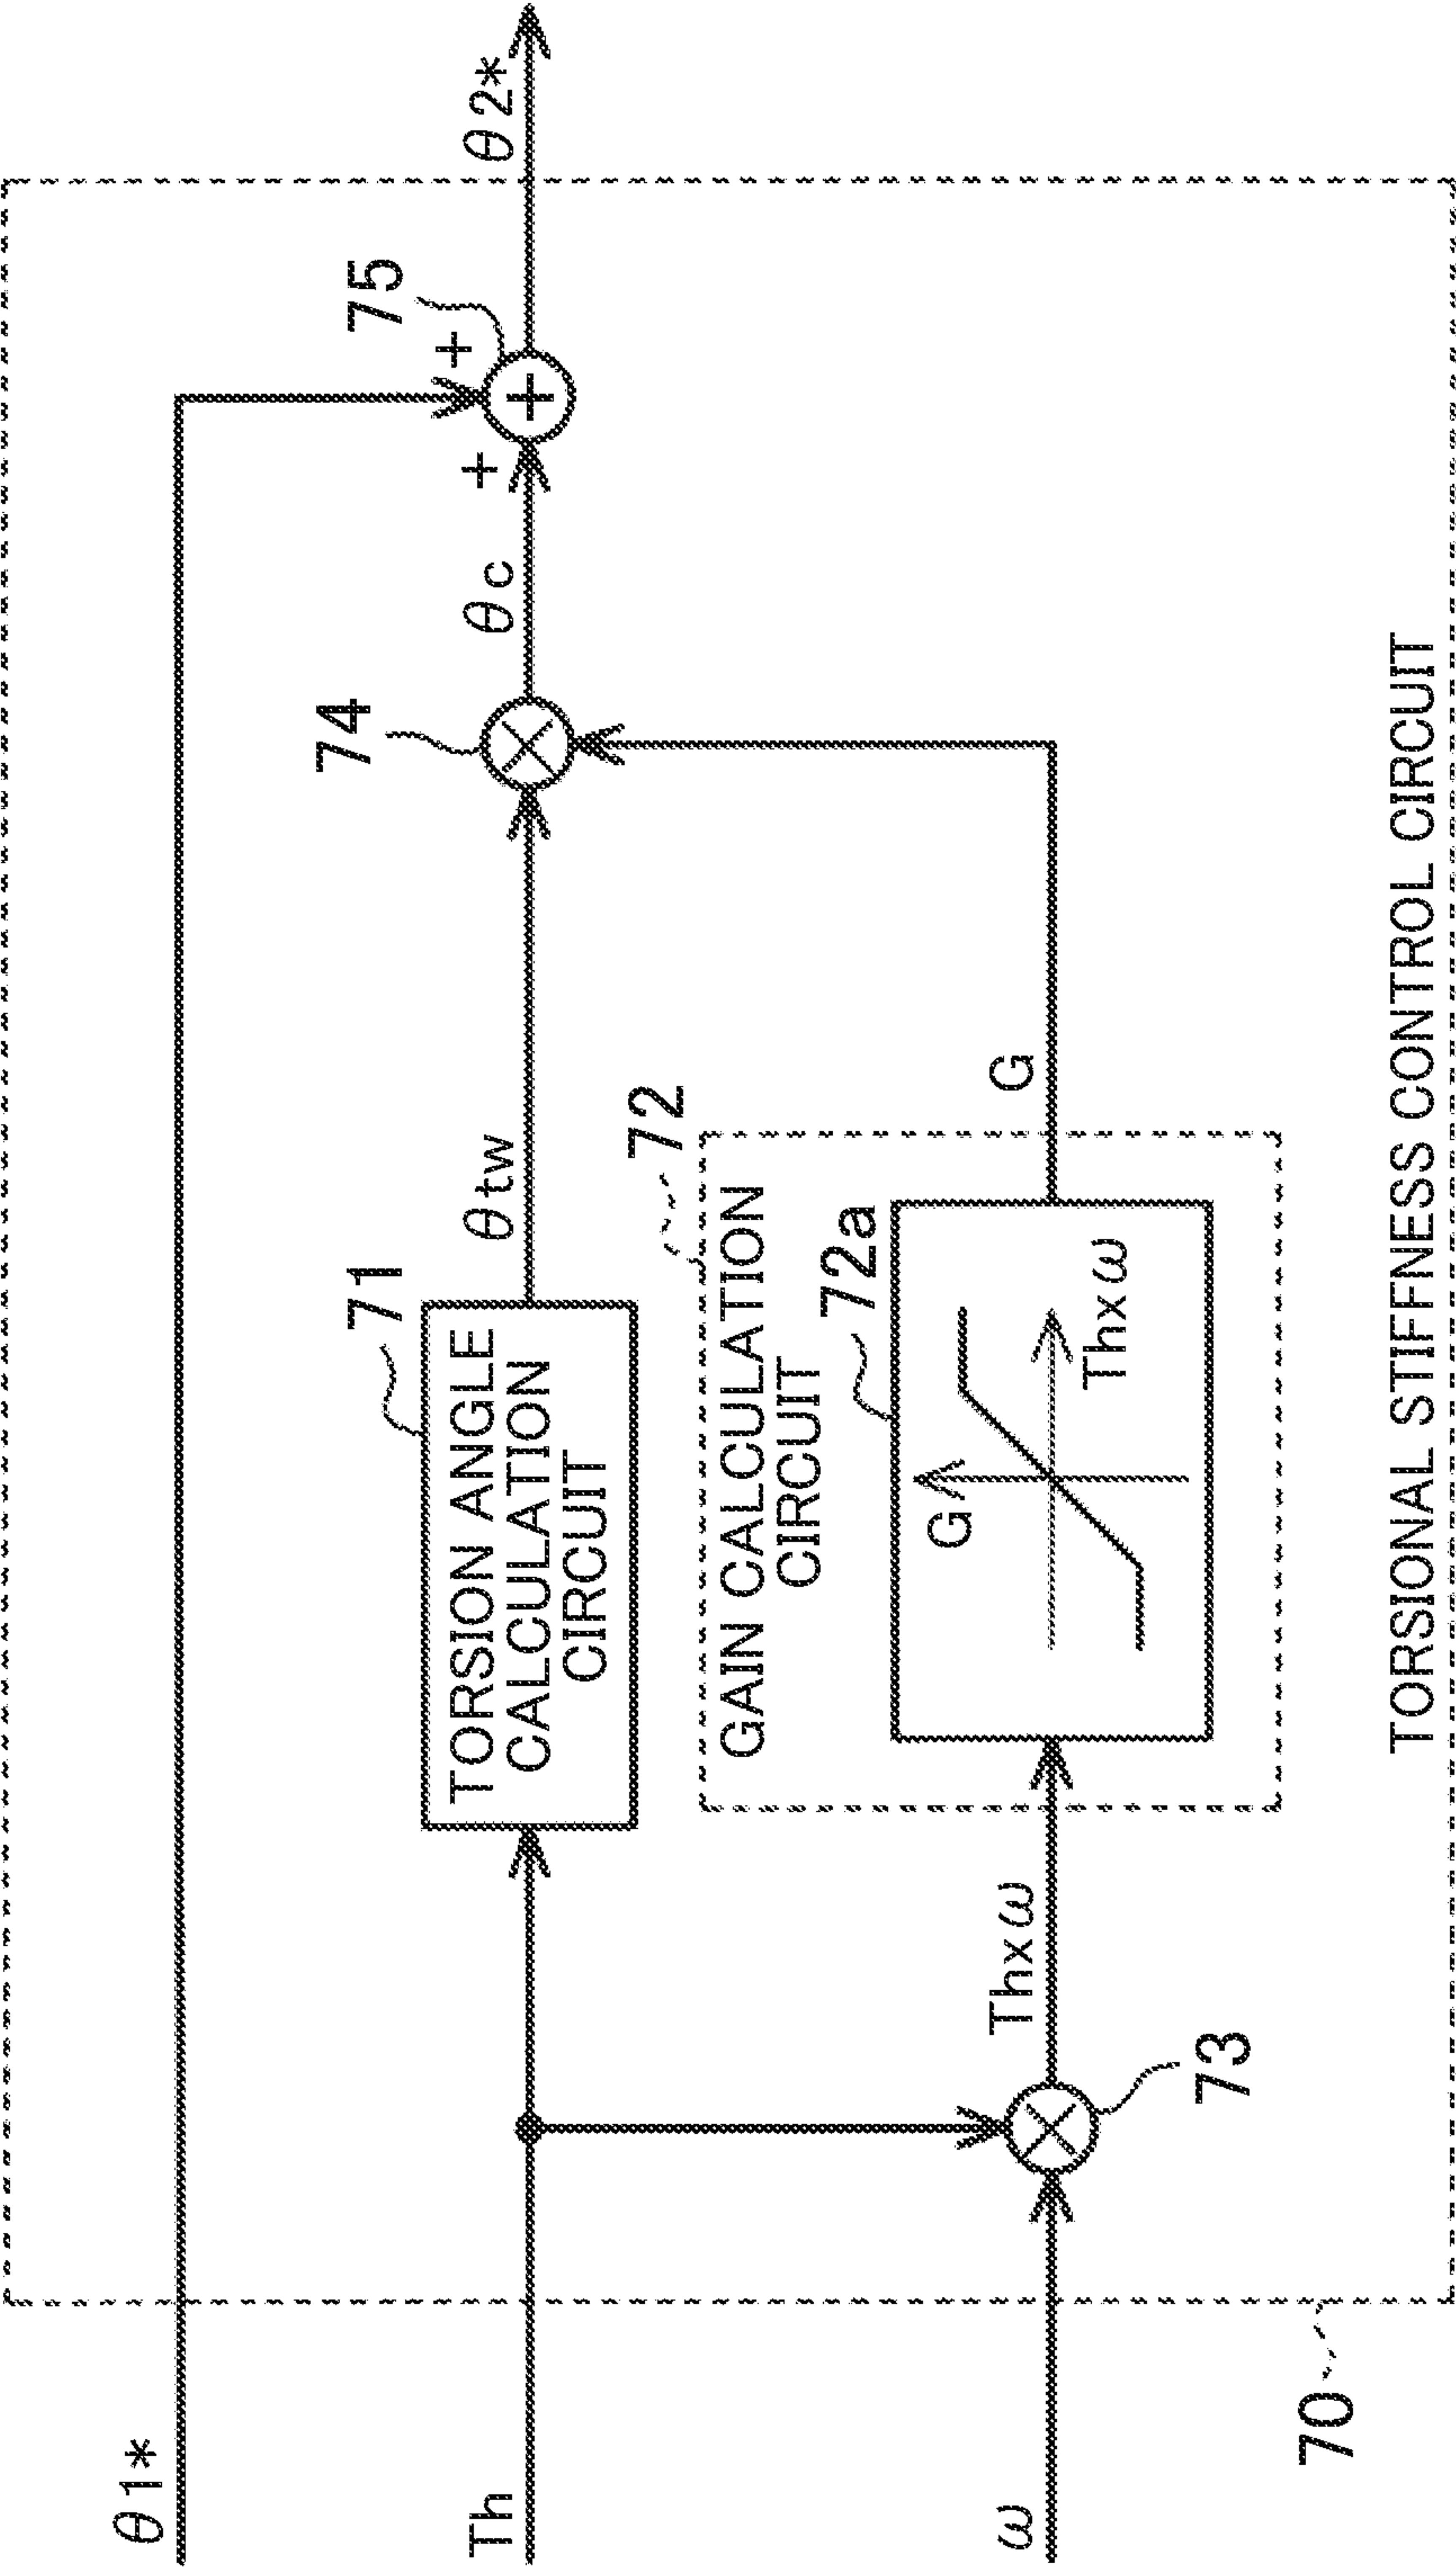 θ1*
θ2*
75
+
+
+
74
θc
Th
71
θtw
TORSION ANGLE
CALCULATION
CIRCUIT
72
GAIN CALCULATION
CIRCUIT
72a
G
Thxω
G
Thxω
ω
73
70
TORSIONAL STIFFNESS CONTROL CIRCUIT